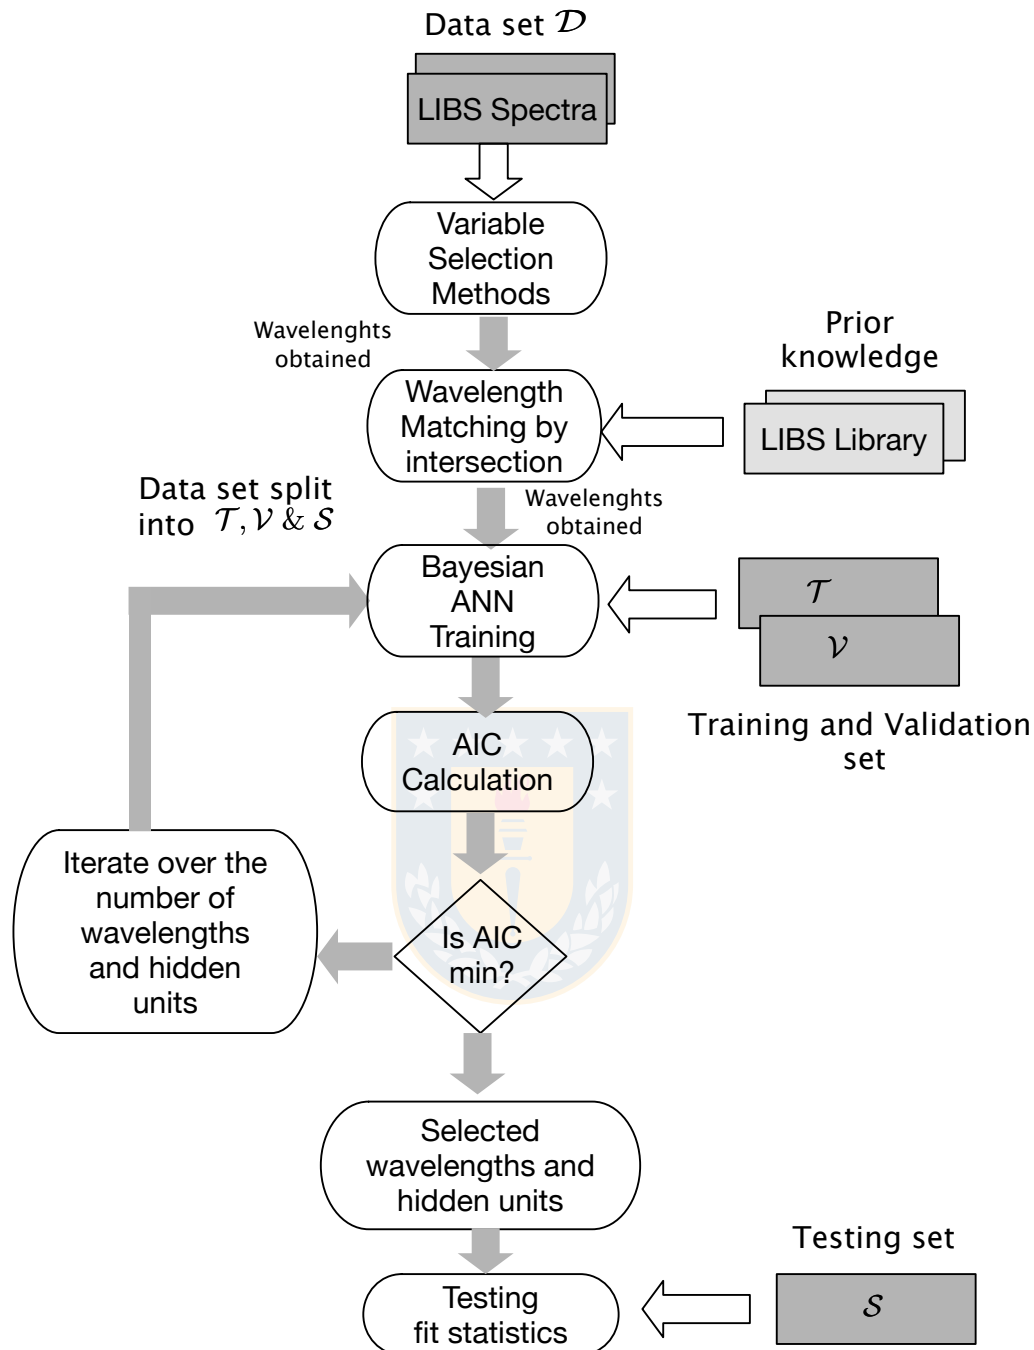 Data set 𝒟
LIBS Spectra
Variable
Selection
Methods
Wavelenghts
obtained
Prior
knowledge
Wavelength
Matching by
intersection
LIBS Library
Data set split
into 𝒯, 𝒱 & 𝒮
Wavelenghts
obtained
Bayesian
ANN
Training
𝒯
𝒱
Training and Validation
set
AIC
Calculation
Iterate over the
number of
wavelengths
and hidden
units
Is AIC
min?
Selected
wavelengths and
hidden units
Testing set
Testing
fit statistics
𝒮